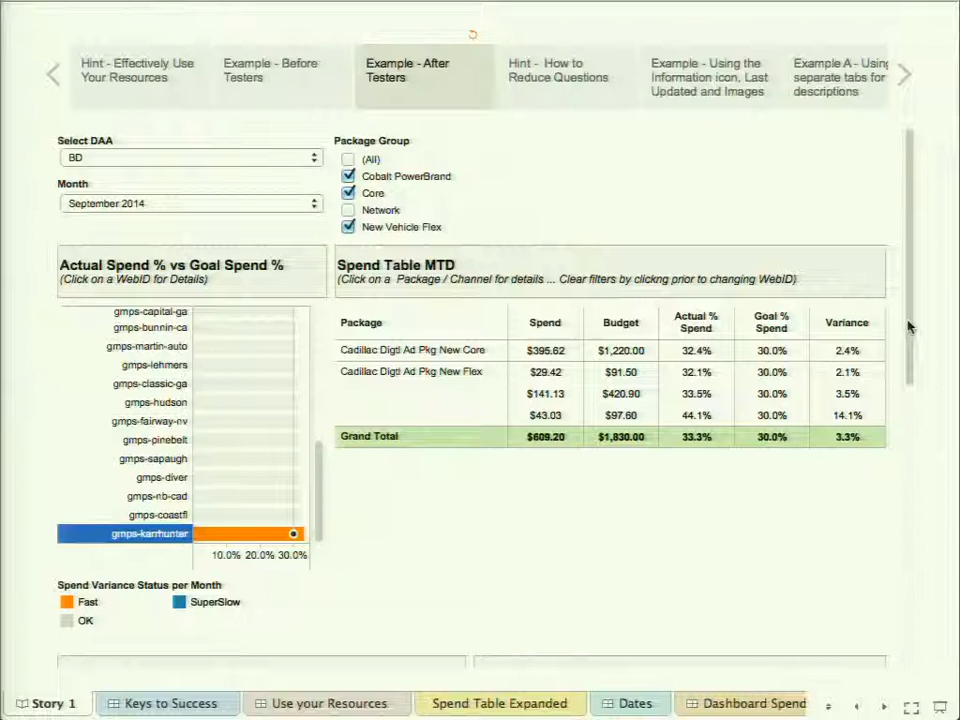 Hint - Effectively Use
Your Resources
Example - Before
Testers
Example - After
Testers
Hint - How to
Reduce Questions
Example - Using the
Information icon, Last
Updated and Images
Example A - Using
separate tabs for
descriptions
Select DAA
BD
Month
September 2014
Package Group
(All)
Cobalt PowerBrand
Core
Network
New Vehicle Flex
Actual Spend % vs Goal Spend %
(Click on a WebID for Details)
Spend Table MTD
(Click on a Package / Channel for details ... Clear filters by clickng prior to changing WebID)
gmps-capital-ga
gmps-bunnin-ca
gmps-martin-auto
gmps-lehmers
gmps-classic-ga
gmps-hudson
gmps-fairway-nv
gmps-pinebelt
gmps-sapaugh
gmps-diver
gmps-nb-cad
gmps-coastfl
gmps-karrhunter
10.0% 20.0% 30.0%
Package Spend Budget Actual % Spend Goal % Spend Variance
Cadillac Digtl Ad Pkg New Core $395.62 $1,220.00 32.4% 30.0% 2.4%
Cadillac Digtl Ad Pkg New Flex $29.42 $91.50 32.1% 30.0% 2.1%
$141.13 $420.90 33.5% 30.0% 3.5%
$43.03 $97.60 44.1% 30.0% 14.1%
Grand Total $609.20 $1,830.00 33.3% 30.0% 3.3%
Spend Variance Status per Month
Fast SuperSlow
OK
Story 1 Keys to Success Use your Resources Spend Table Expanded Dates Dashboard Spend